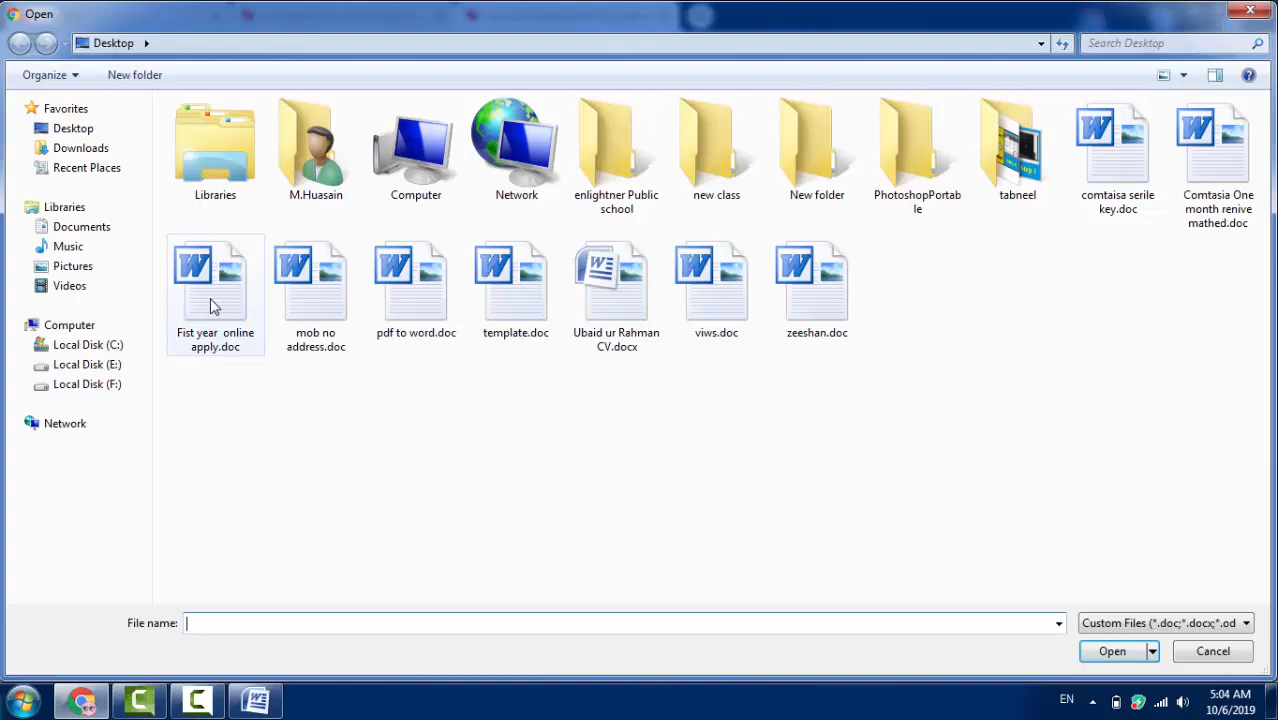 Open
Desktop
Search Desktop
Organize
New folder
Favorites
Desktop
Downloads
Recent Places
Libraries
Documents
Music
Pictures
Videos
Computer
Local Disk (C:)
Local Disk (E:)
Local Disk (F:)
Network
Libraries
M.Huasain
Computer
Network
enlightner Public
school
new class
New folder
PhotoshopPortab
le
tabneel
comtaisa serile
key.doc
Comtasia One
month renive
mathed.doc
Fist year online
apply.doc
mob no
address.doc
pdf to word.doc
template.doc
Ubaid ur Rahman
CV.docx
viws.doc
zeeshan.doc
File name:
Custom Files (*.doc;*.docx;*.od
Open
Cancel
EN
5:04 AM
10/6/2019